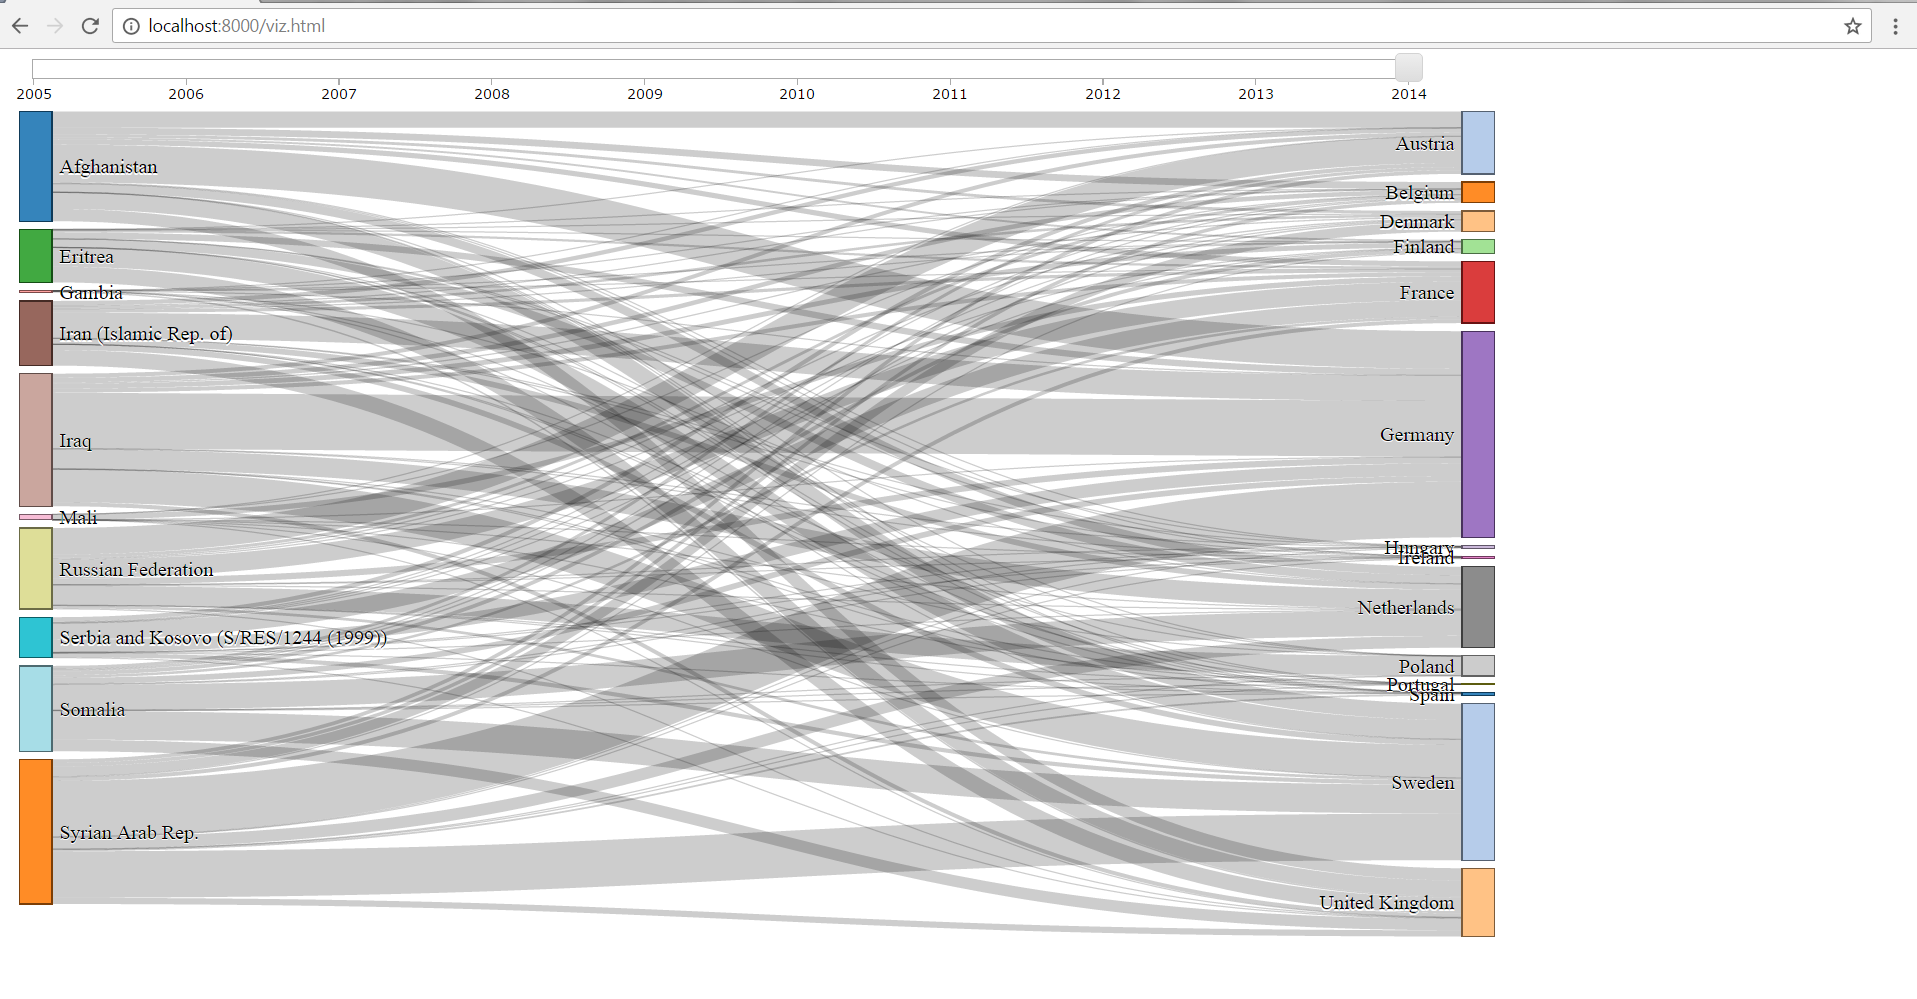 localhost:8000/viz.html
2005 2006 2007 2008 2009 2010 2011 2012 2013 2014
Afghanistan
Eritrea
Gambia
Iran (Islamic Rep. of)
Iraq
Mali
Russian Federation
Serbia and Kosovo (S/RES/1244 (1999))
Somalia
Syrian Arab Rep.
Austria
Belgium
Denmark
Finland
France
Germany
Hungary
Ireland
Netherlands
Poland
Portugal
Spain
Sweden
United Kingdom